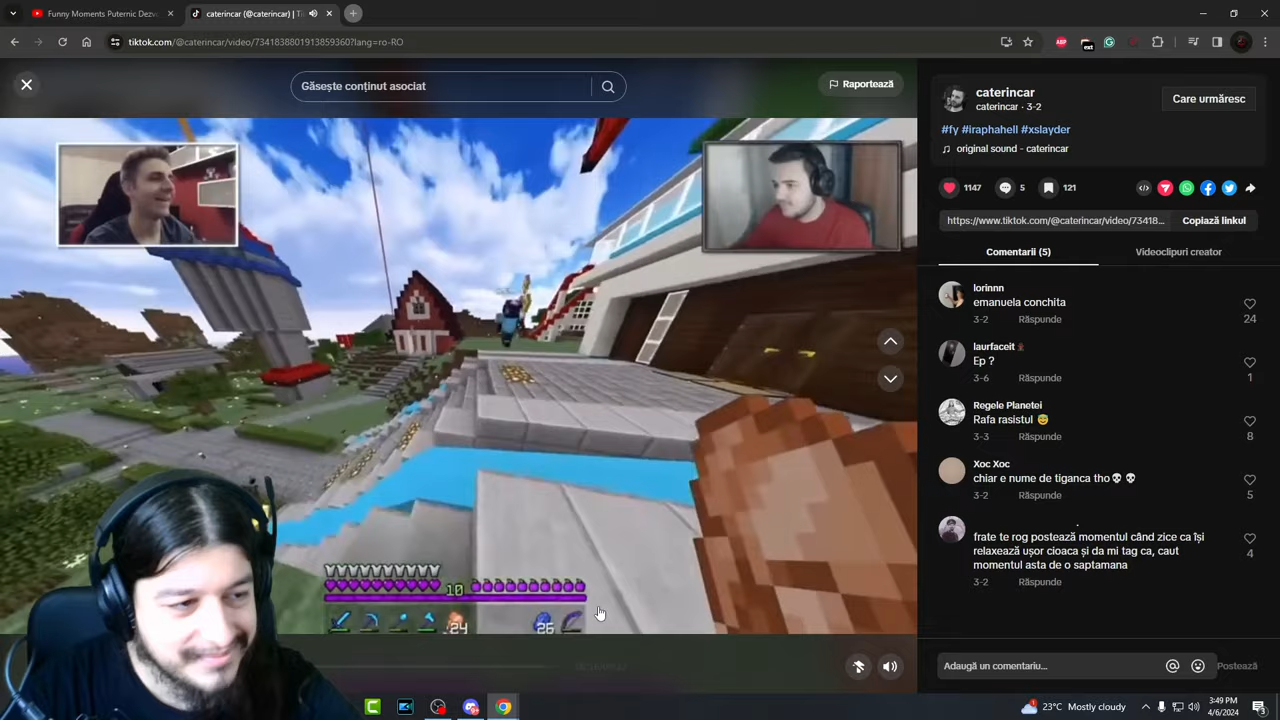 Funny Moments Puternic Dezv
caterincar (@caterincar) | Ti
tiktok.com/@caterincar/video/7341838801913859360?lang=ro-RO
Găsește conținut asociat
Raportează
caterincar
caterincar · 3-2
Care urmăresc
#fy #iraphahell #xslayder
original sound - caterincar
1147
5
121
https://www.tiktok.com/@caterincar/video/73418...
Copiază linkul
Comentarii (5)
Videoclipuri creator
lorinnn
emanuela conchita
3-2 Răspunde
24
laurfaceit
Ep ?
3-6 Răspunde
1
Regele Planetei
Rafa rasistul 😎
3-3 Răspunde
8
Xoc Xoc
chiar e nume de tiganca tho💀💀
3-2 Răspunde
5
.
frate te rog postează momentul când zice ca își
relaxează ușor cioaca și da mi tag ca, caut
momentul asta de o saptamana
3-2 Răspunde
4
10
24
26
Adaugă un comentariu...
Postează
23°C Mostly cloudy
3:49 PM
4/6/2024
3